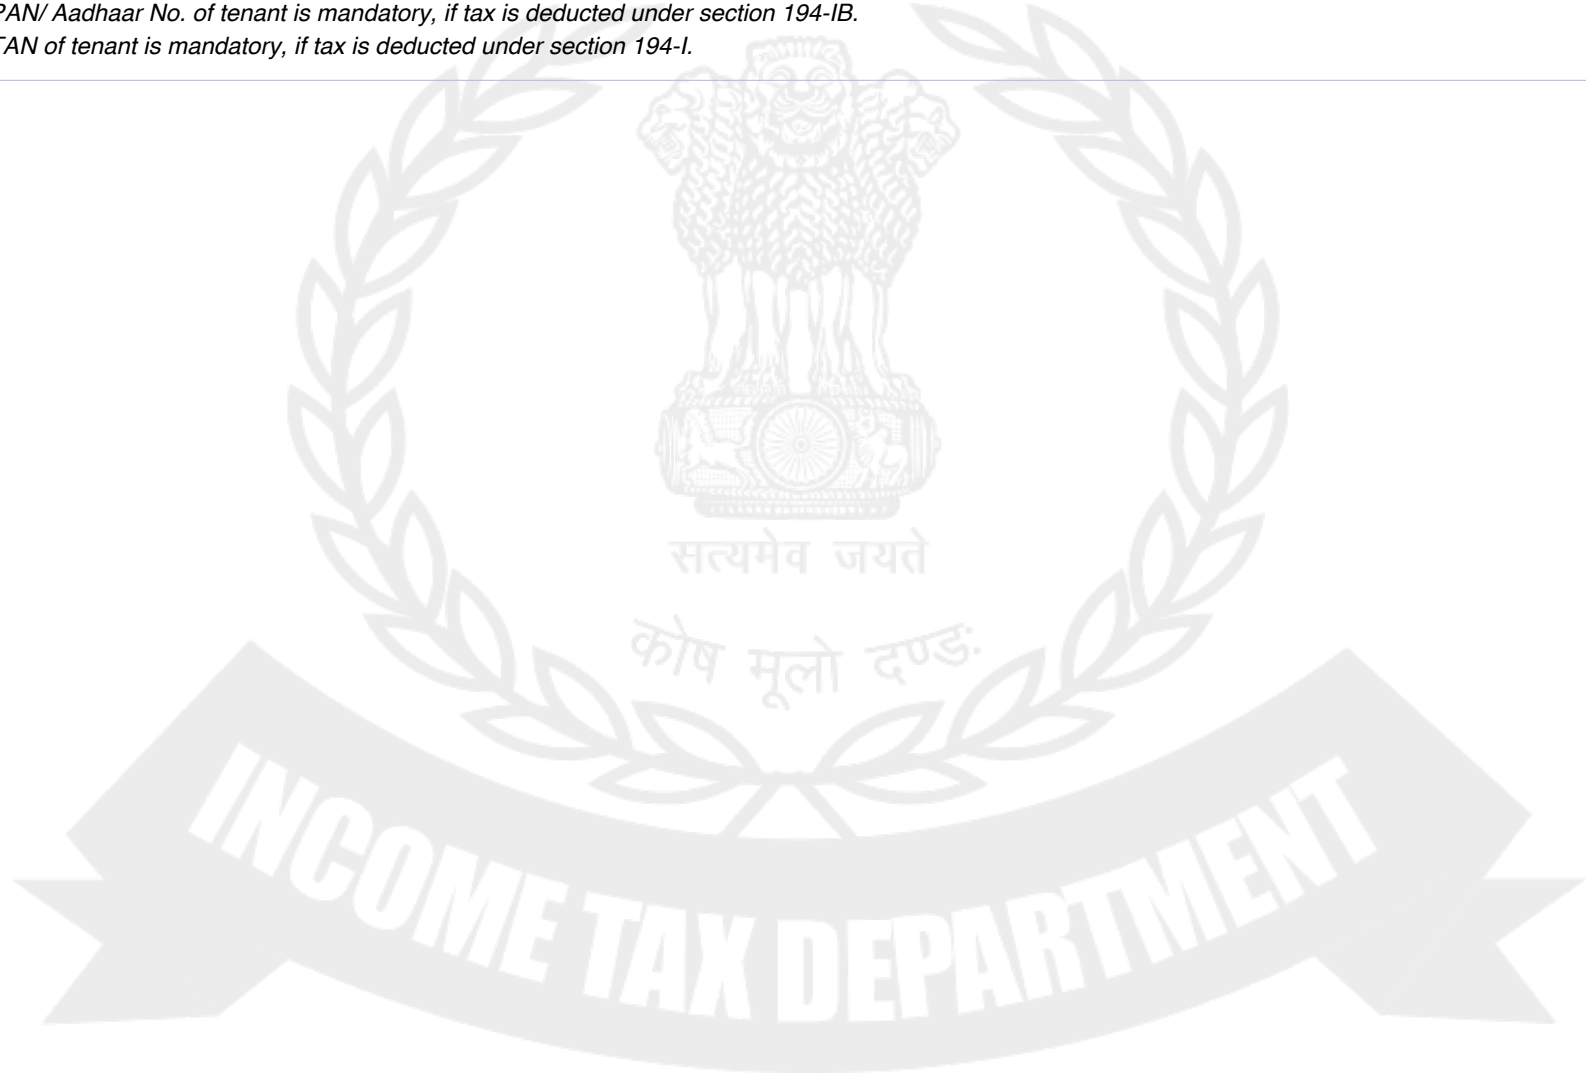 PAN/ Aadhaar No. of tenant is mandatory, if tax is deducted under section 194-IB.
TAN of tenant is mandatory, if tax is deducted under section 194-I.
सत्यमेव जयते
कोष मूलो दण्ड:
INCOME TAX DEPARTMENT